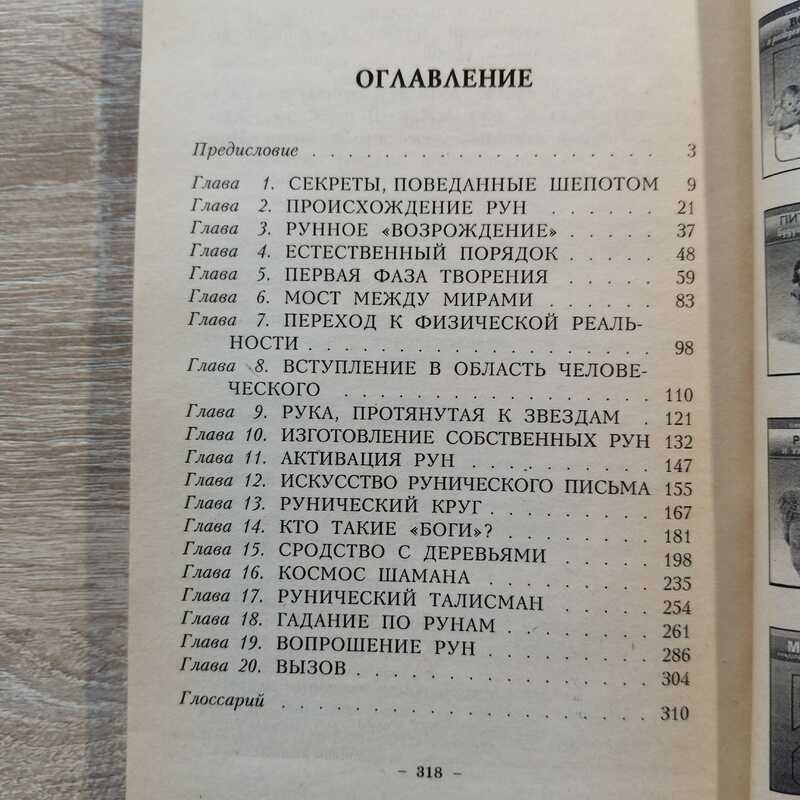 ОГЛАВЛЕНИЕ
Предисловие . . . . . . . . . . . . . . . . . 3
Глава 1. СЕКРЕТЫ, ПОВЕДАННЫЕ ШЕПОТОМ 9
Глава 2. ПРОИСХОЖДЕНИЕ РУН . . . . . . 21
Глава 3. РУННОЕ «ВОЗРОЖДЕНИЕ» . . . . . 37
Глава 4. ЕСТЕСТВЕННЫЙ ПОРЯДОК . . . . . 48
Глава 5. ПЕРВАЯ ФАЗА ТВОРЕНИЯ . . . . . 59
Глава 6. МОСТ МЕЖДУ МИРАМИ . . . . . . 83
Глава 7. ПЕРЕХОД К ФИЗИЧЕСКОЙ РЕАЛЬ-
НОСТИ . . . . . . . . . . . . . . . 98
Глава 8. ВСТУПЛЕНИЕ В ОБЛАСТЬ ЧЕЛОВЕ-
ЧЕСКОГО . . . . . . . . . . . . . 110
Глава 9. РУКА, ПРОТЯНУТАЯ К ЗВЕЗДАМ . 121
Глава 10. ИЗГОТОВЛЕНИЕ СОБСТВЕННЫХ РУН 132
Глава 11. АКТИВАЦИЯ РУН . . . . . . . . 147
Глава 12. ИСКУССТВО РУНИЧЕСКОГО ПИСЬМА 155
Глава 13. РУНИЧЕСКИЙ КРУГ . . . . . . . 167
Глава 14. КТО ТАКИЕ «БОГИ»? . . . . . . 181
Глава 15. СРОДСТВО С ДЕРЕВЬЯМИ . . . . 198
Глава 16. КОСМОС ШАМАНА . . . . . . . 235
Глава 17. РУНИЧЕСКИЙ ТАЛИСМАН . . . . 254
Глава 18. ГАДАНИЕ ПО РУНАМ . . . . . . 261
Глава 19. ВОПРОШЕНИЕ РУН . . . . . . . 286
Глава 20. ВЫЗОВ . . . . . . . . . . . . 304
Глоссарий . . . . . . . . . . . . . . . . . 310
– 318 –